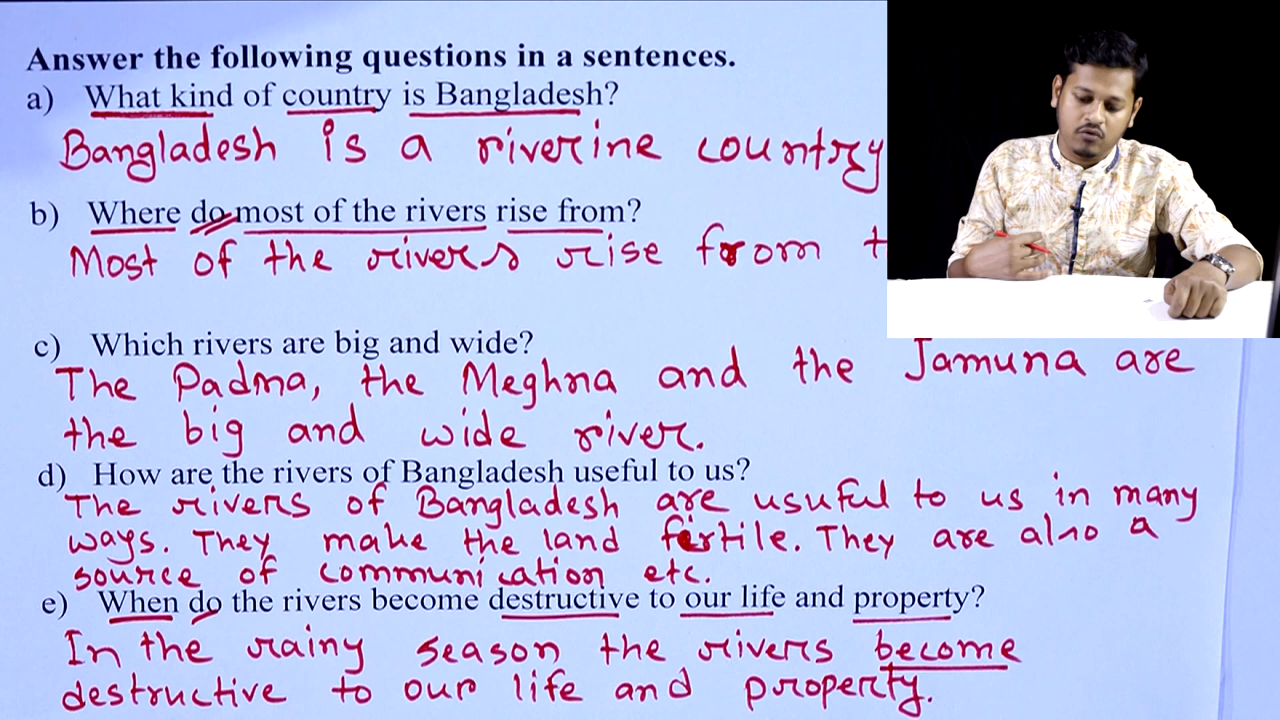 Answer the following questions in a sentences.
a) What kind of country is Bangladesh?
Bangladesh is a riverine country
b) Where do most of the rivers rise from?
Most of the rivers rise from t
c) Which rivers are big and wide?
The Padma, the Meghna and the Jamuna are
the big and wide river.
d) How are the rivers of Bangladesh useful to us?
The rivers of Bangladesh are usuful to us in many
ways. They make the land fertile. They are also a
source of communication etc.
e) When do the rivers become destructive to our life and property?
In the rainy season the rivers become
destructive to our life and property.